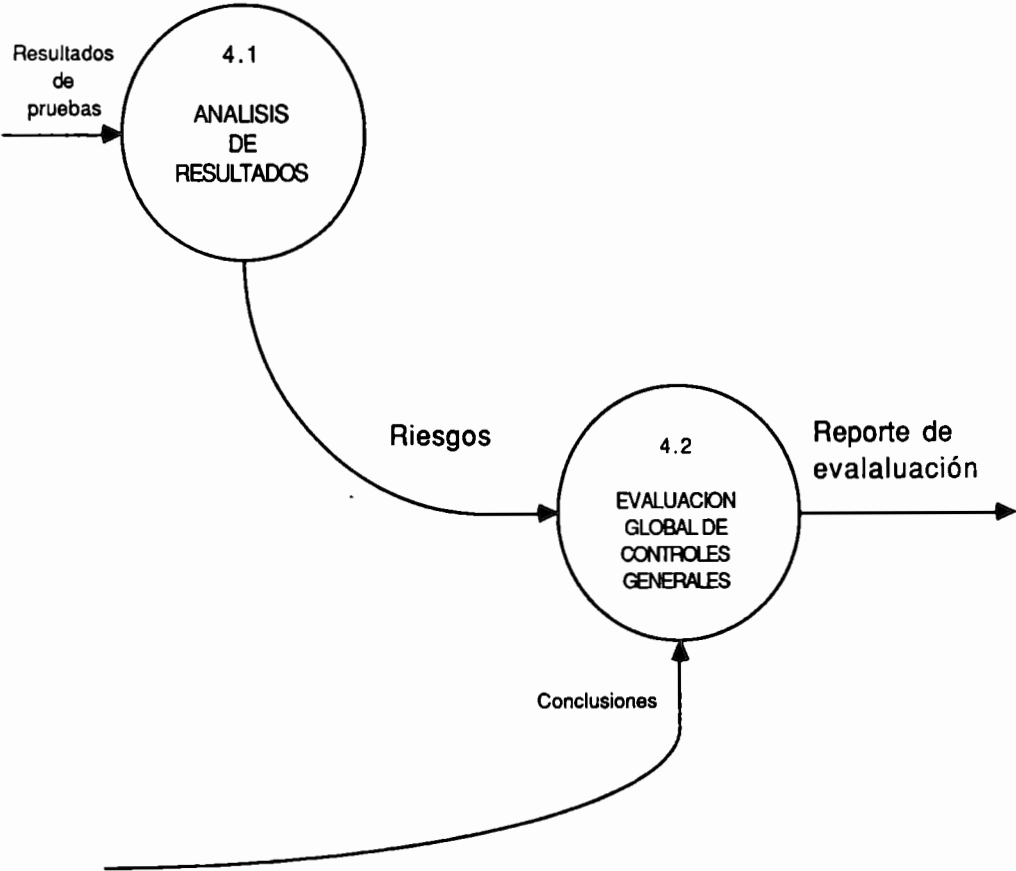 Resultados
de
pruebas
4.1
ANALISIS
DE
RESULTADOS
Riesgos
4.2
EVALUACION
GLOBAL DE
CONTROLES
GENERALES
Reporte de
evalaluación
Conclusiones